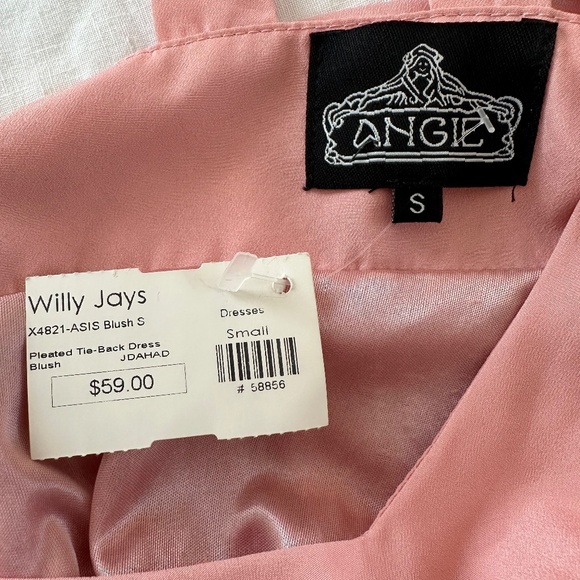 ANGIE
S
Willy Jays
X4821-ASIS Blush S
Pleated Tie-Back Dress
Blush JDAHAD
$59.00
Dresses
Small
# 58856